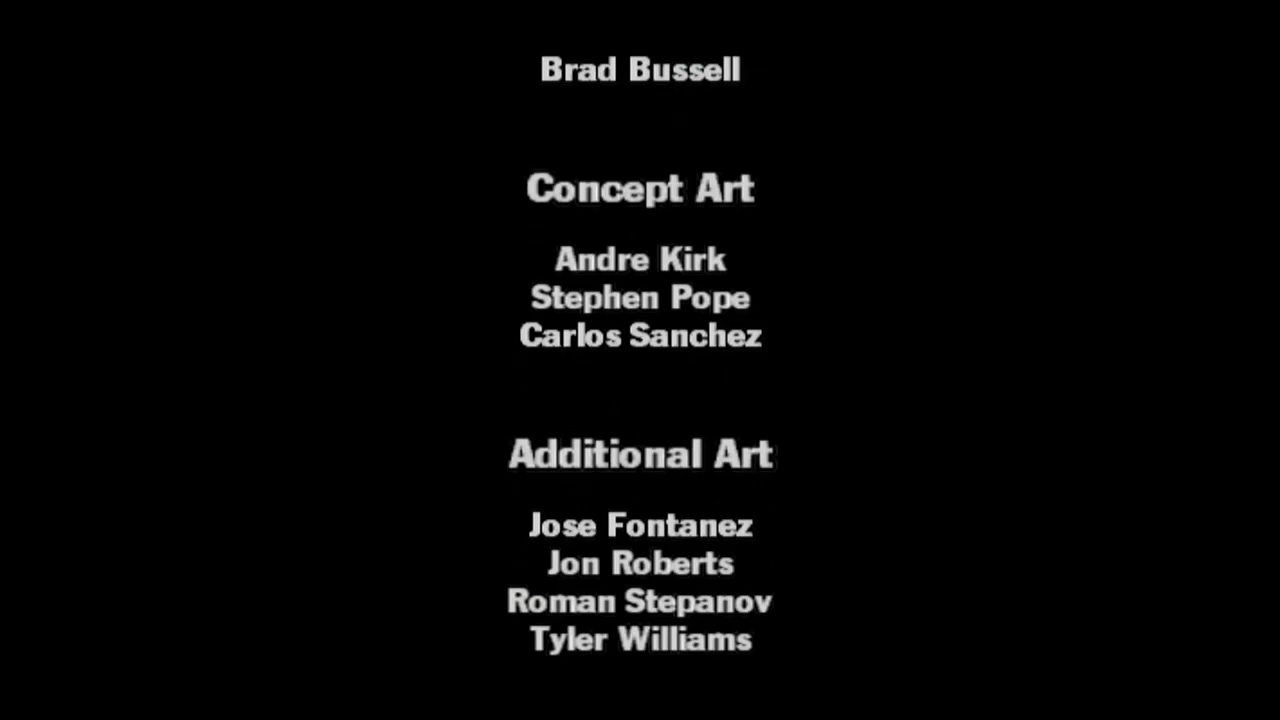 Brad Bussell
Concept Art
Andre Kirk
Stephen Pope
Carlos Sanchez
Additional Art
Jose Fontanez
Jon Roberts
Roman Stepanov
Tyler Williams